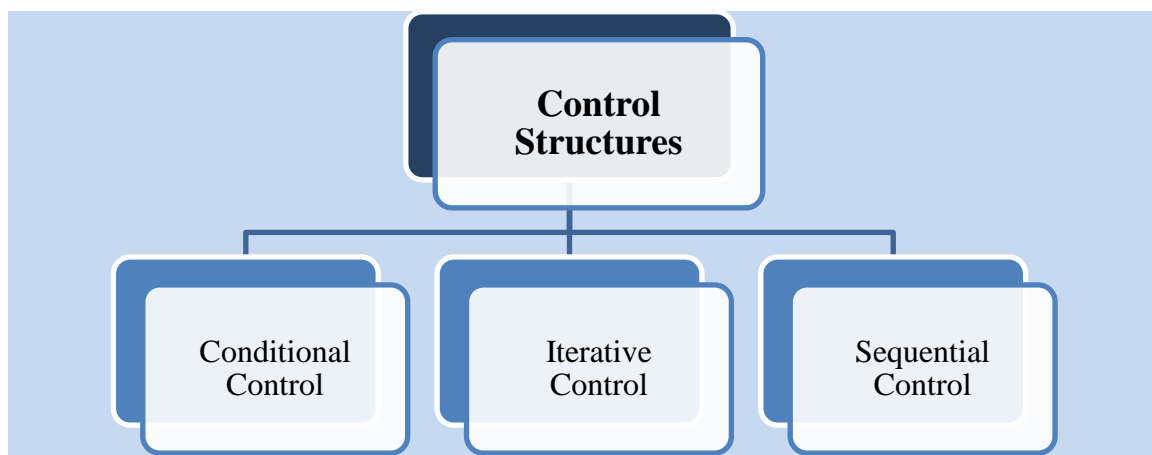 Control
Structures
Conditional
Control
Iterative
Control
Sequential
Control